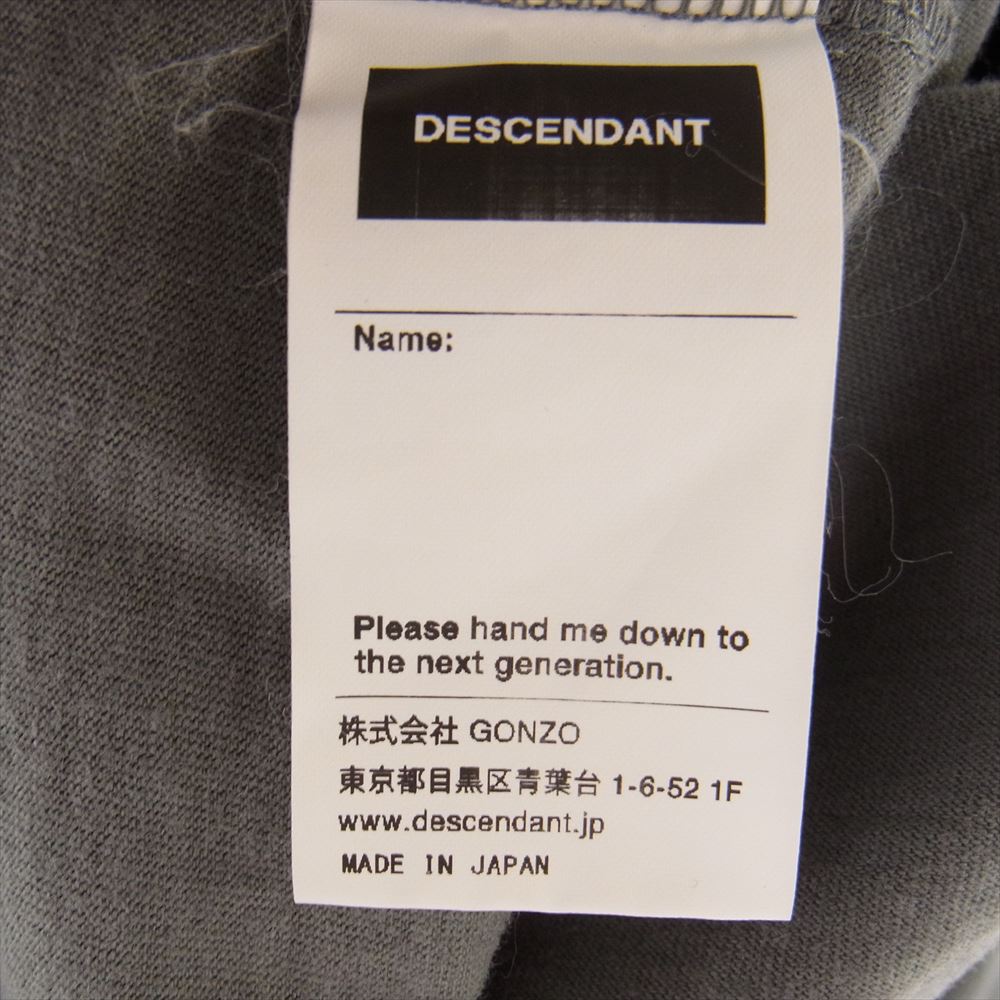 DESCENDANT
Name:
Please hand me down to
the next generation.
株式会社 GONZO
東京都目黒区青葉台 1-6-52 1F
www.descendant.jp
MADE IN JAPAN